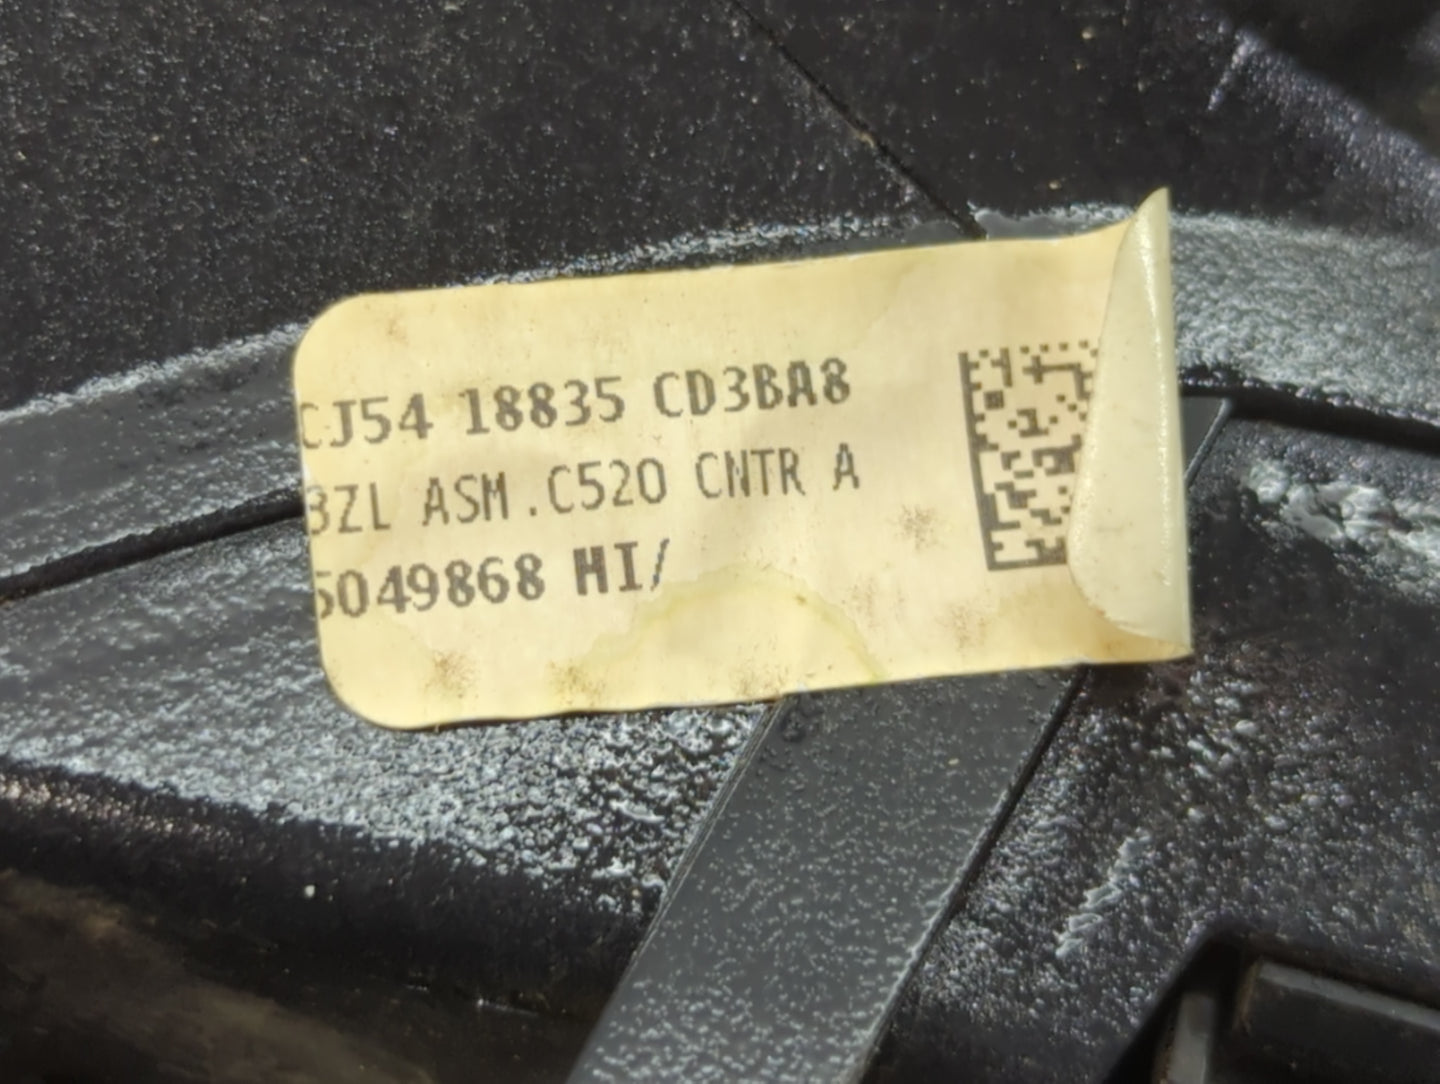 CJ54 18835 CD3BA8
BZL ASM.C520 CNTR A
5049868 HI/